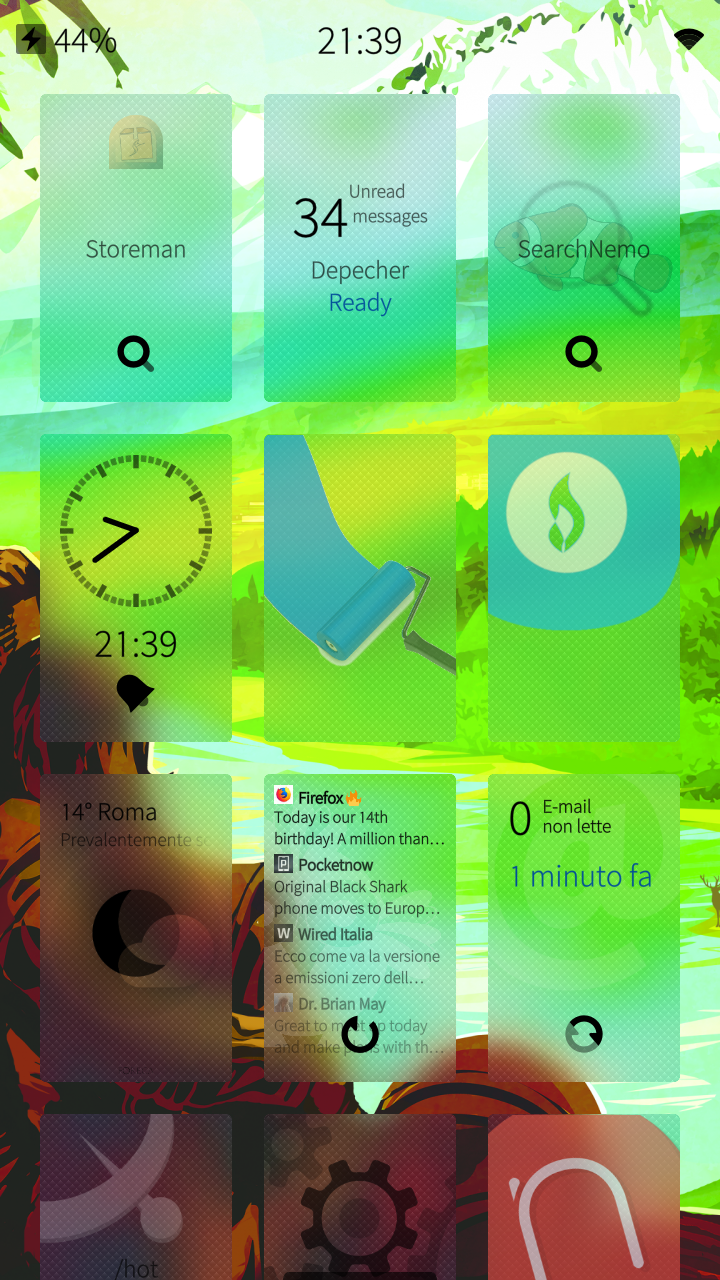 44%
21:39
Storeman
34 Unread messages
Depecher
Ready
SearchNemo
21:39
14° Roma
Prevalentemente s
Firefox🔥
Today is our 14th
birthday! A million than…
Pocketnow
Original Black Shark
phone moves to Europ…
Wired Italia
Ecco come va la versione
a emissioni zero dell…
Dr. Brian May
Great to meet up today
and make plans with th…
0 E-mail
non lette
1 minuto fa
/hot